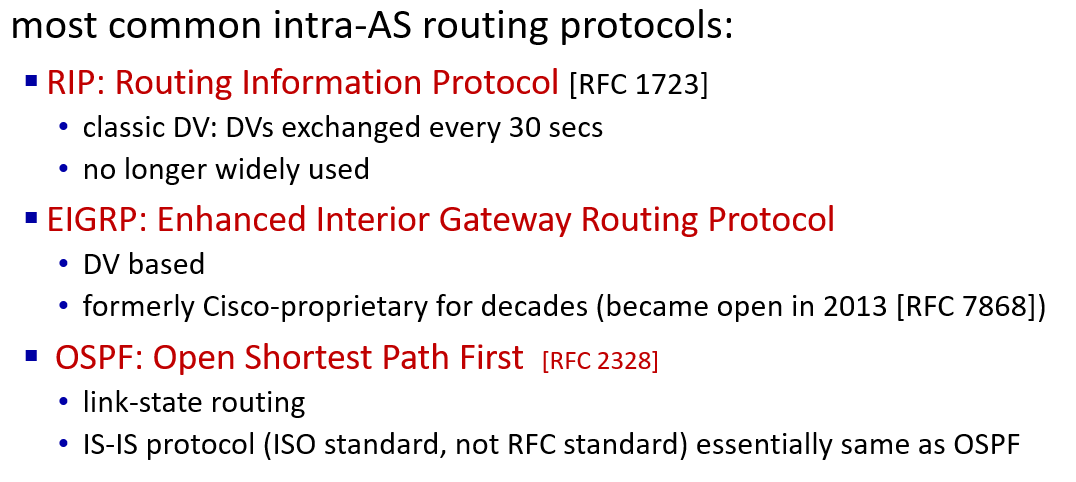 most common intra-AS routing protocols:
▪ RIP: Routing Information Protocol [RFC 1723]
• classic DV: DVs exchanged every 30 secs
• no longer widely used
▪ EIGRP: Enhanced Interior Gateway Routing Protocol
• DV based
• formerly Cisco-proprietary for decades (became open in 2013 [RFC 7868])
▪ OSPF: Open Shortest Path First [RFC 2328]
• link-state routing
• IS-IS protocol (ISO standard, not RFC standard) essentially same as OSPF